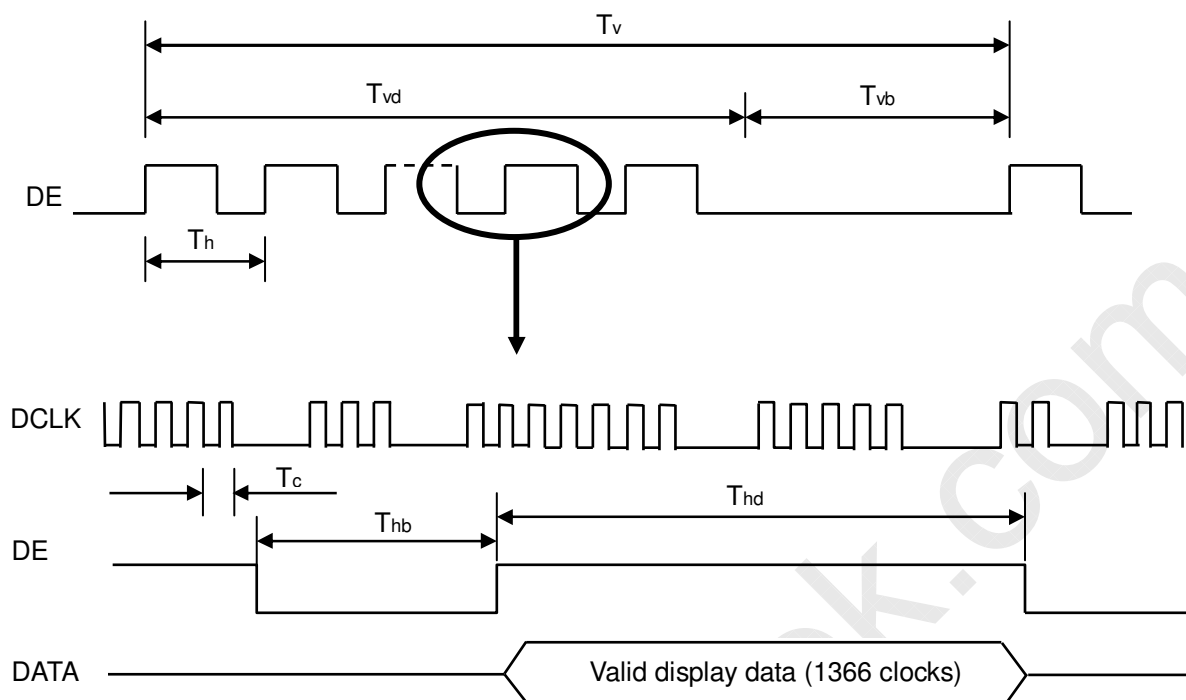 Tv
Tvd
Tvb
DE
Th
DCLK
Tc
Thd
Thb
DE
DATA
Valid display data (1366 clocks)